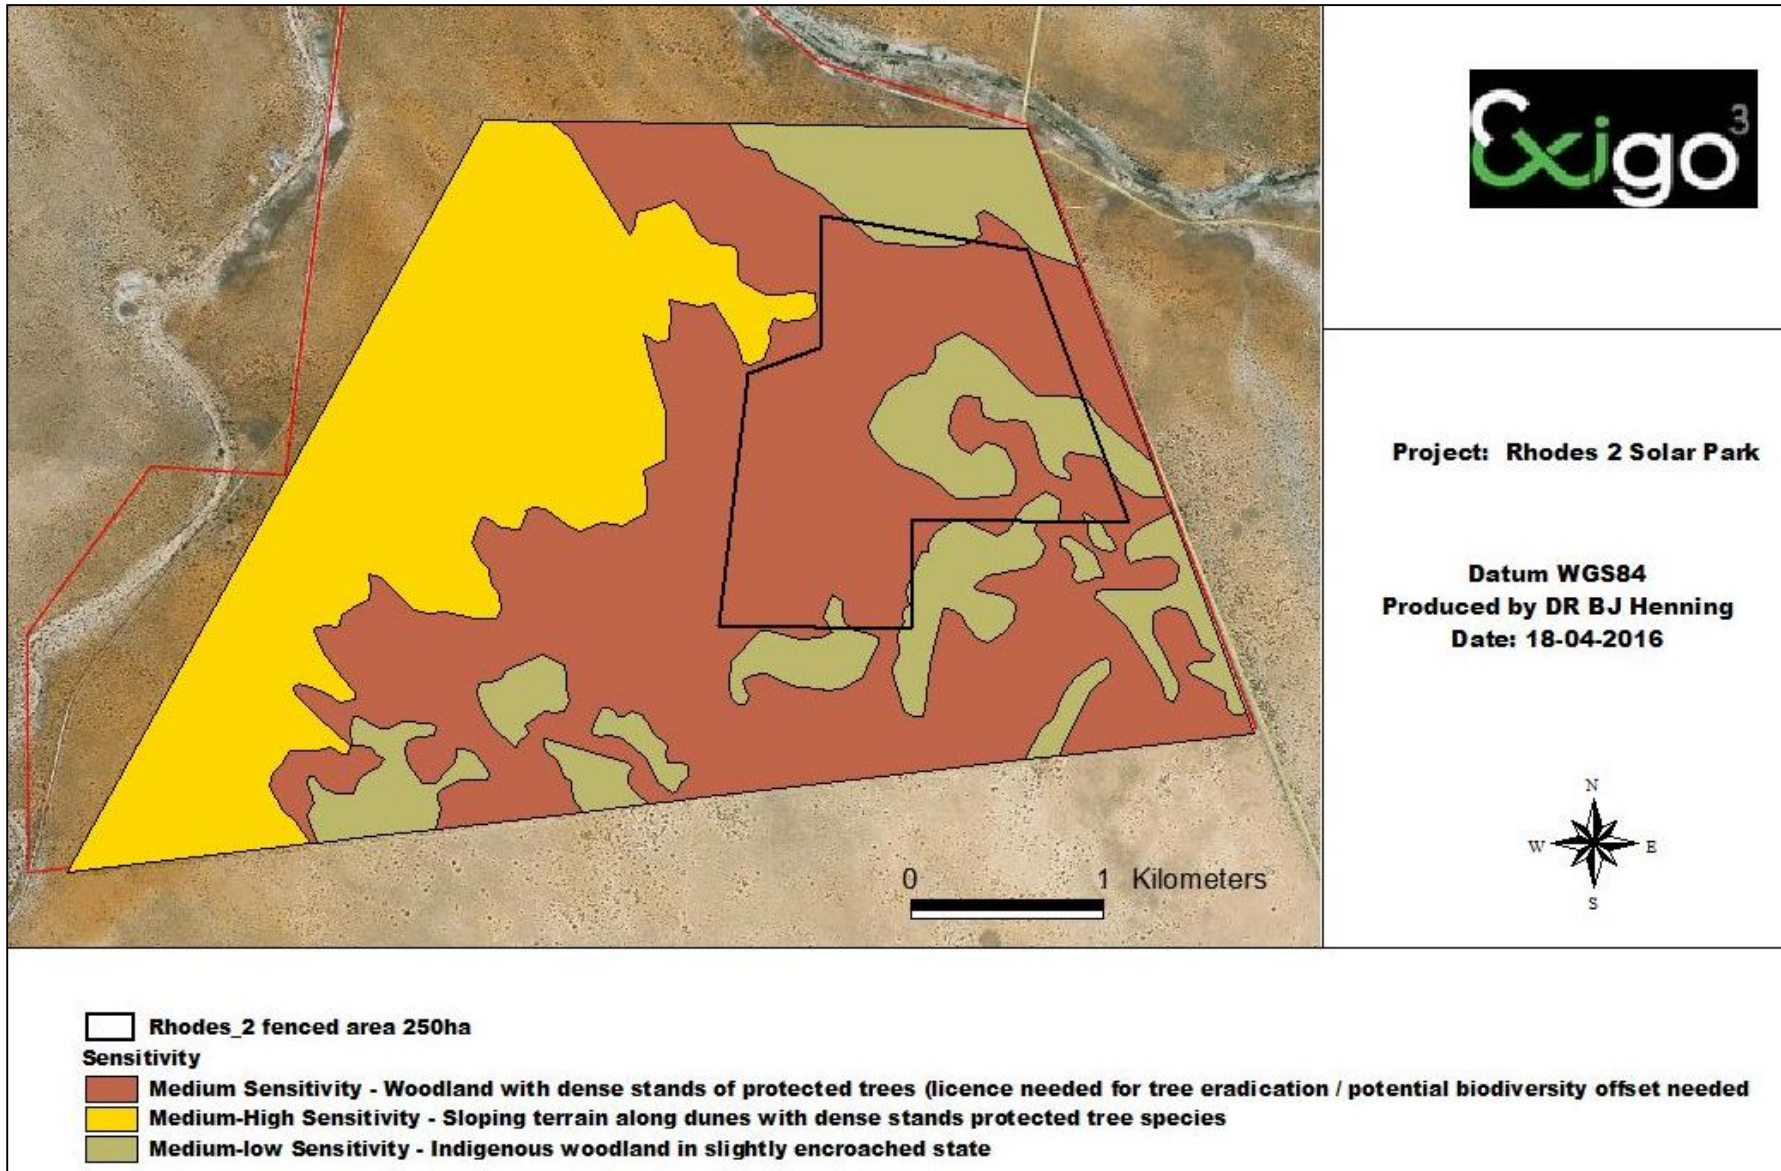 Exigo3
Project: Rhodes 2 Solar Park
Datum WGS84
Produced by DR BJ Henning
Date: 18-04-2016
N
W E
S
0 1 Kilometers
Rhodes_2 fenced area 250ha
Sensitivity
Medium Sensitivity - Woodland with dense stands of protected trees (licence needed for tree eradication / potential biodiversity offset needed
Medium-High Sensitivity - Sloping terrain along dunes with dense stands protected tree species
Medium-low Sensitivity - Indigenous woodland in slightly encroached state